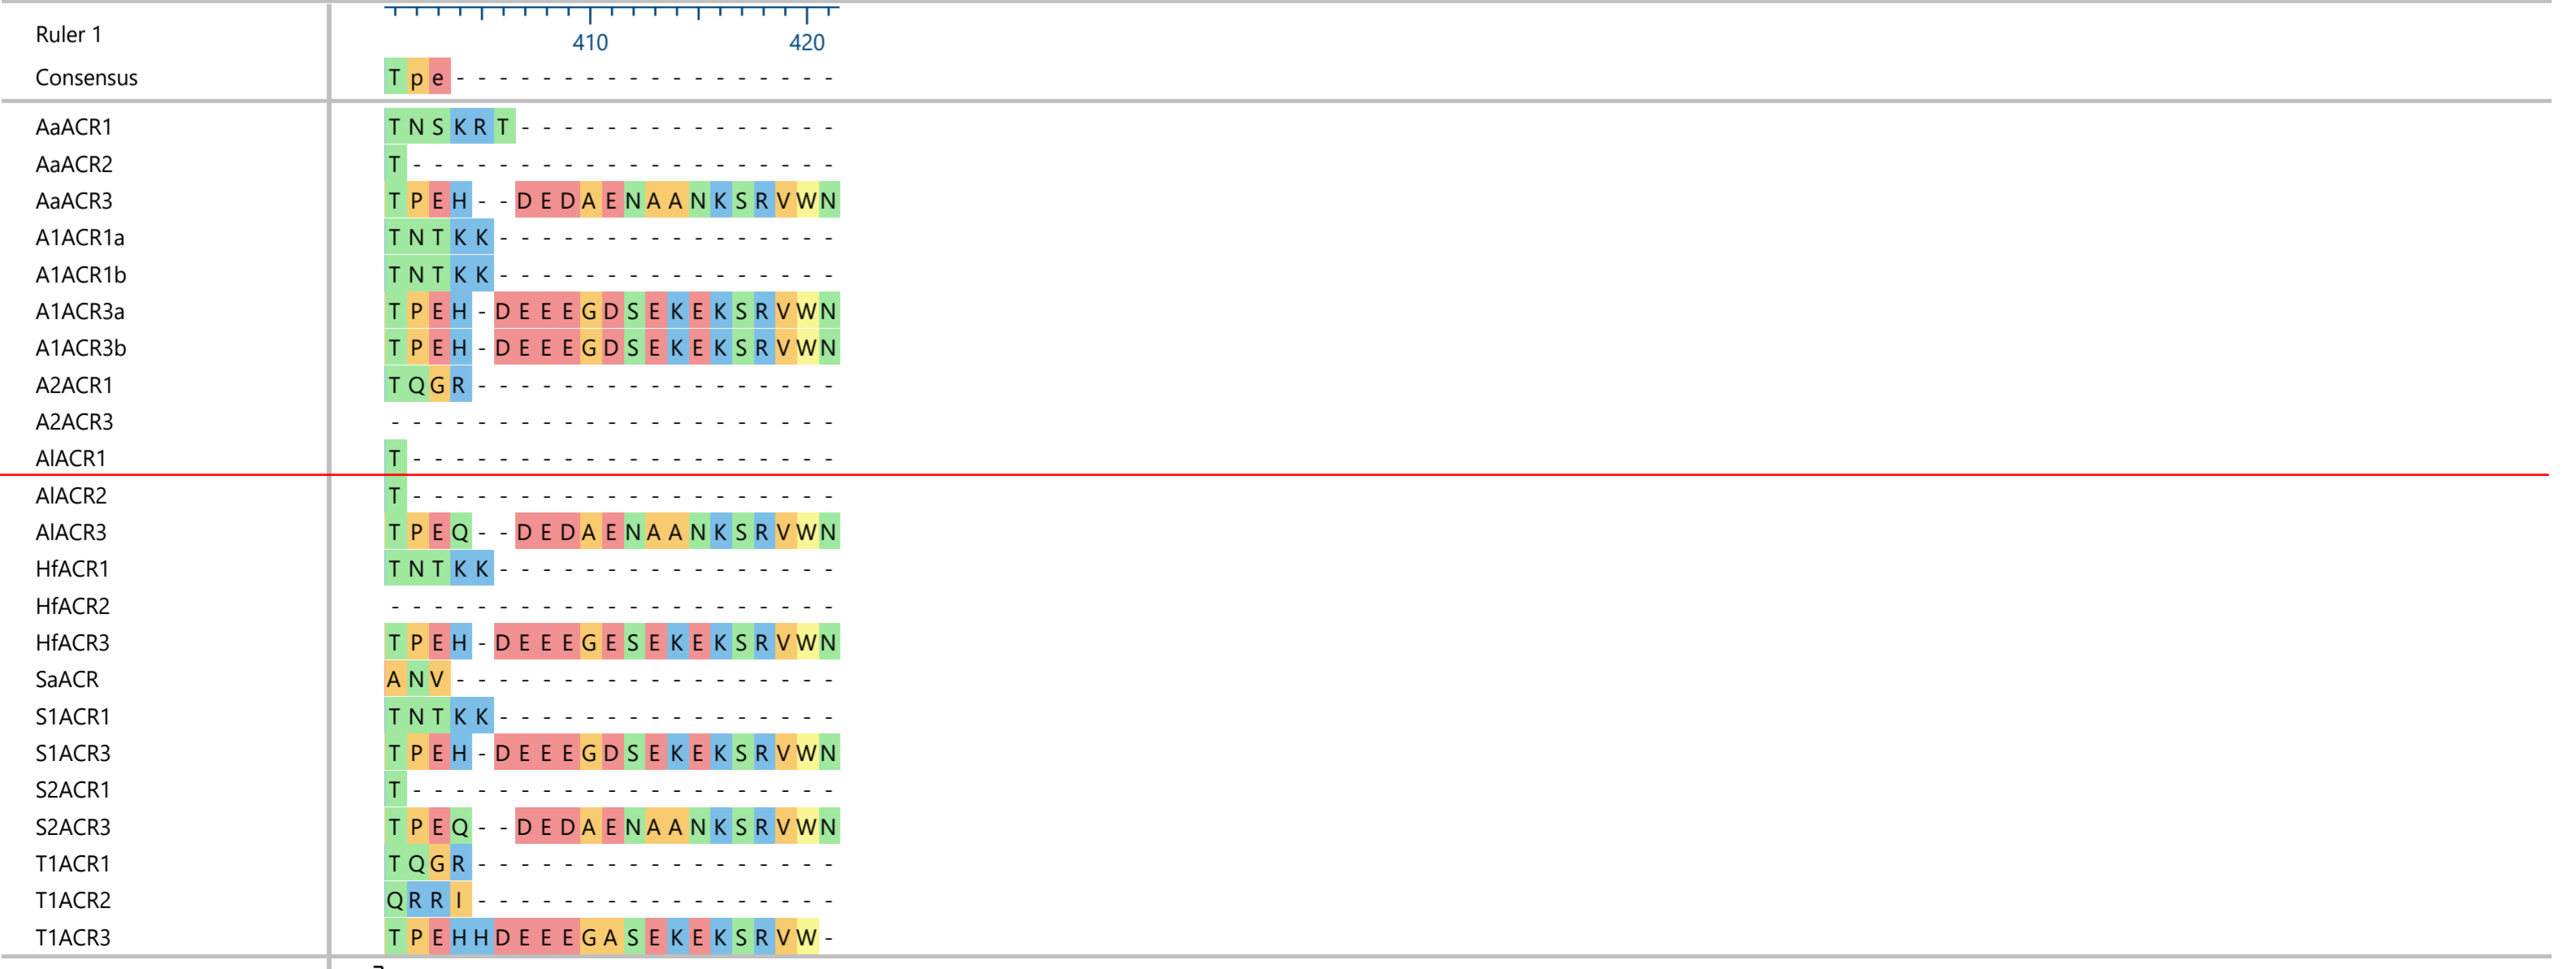 Ruler 1 410 420
Consensus T p e - - - - - - - - - - - - - - - - - -
AaACR1 T N S K R T - - - - - - - - - - - - - - -
AaACR2 T - - - - - - - - - - - - - - - - - - - -
AaACR3 T P E H - - D E D A E N A A N K S R V W N
A1ACR1a T N T K K - - - - - - - - - - - - - - - -
A1ACR1b T N T K K - - - - - - - - - - - - - - - -
A1ACR3a T P E H - D E E E G D S E K E K S R V W N
A1ACR3b T P E H - D E E E G D S E K E K S R V W N
A2ACR1 T Q G R - - - - - - - - - - - - - - - - -
A2ACR3 - - - - - - - - - - - - - - - - - - - - -
AlACR1 T - - - - - - - - - - - - - - - - - - - -
AlACR2 T - - - - - - - - - - - - - - - - - - - -
AlACR3 T P E Q - - D E D A E N A A N K S R V W N
HfACR1 T N T K K - - - - - - - - - - - - - - - -
HfACR2 - - - - - - - - - - - - - - - - - - - - -
HfACR3 T P E H - D E E E G E S E K E K S R V W N
SaACR A N V - - - - - - - - - - - - - - - - - -
S1ACR1 T N T K K - - - - - - - - - - - - - - - -
S1ACR3 T P E H - D E E E G D S E K E K S R V W N
S2ACR1 T - - - - - - - - - - - - - - - - - - - -
S2ACR3 T P E Q - - D E D A E N A A N K S R V W N
T1ACR1 T Q G R - - - - - - - - - - - - - - - - -
T1ACR2 Q R R I - - - - - - - - - - - - - - - - -
T1ACR3 T P E H H D E E E G A S E K E K S R V W -